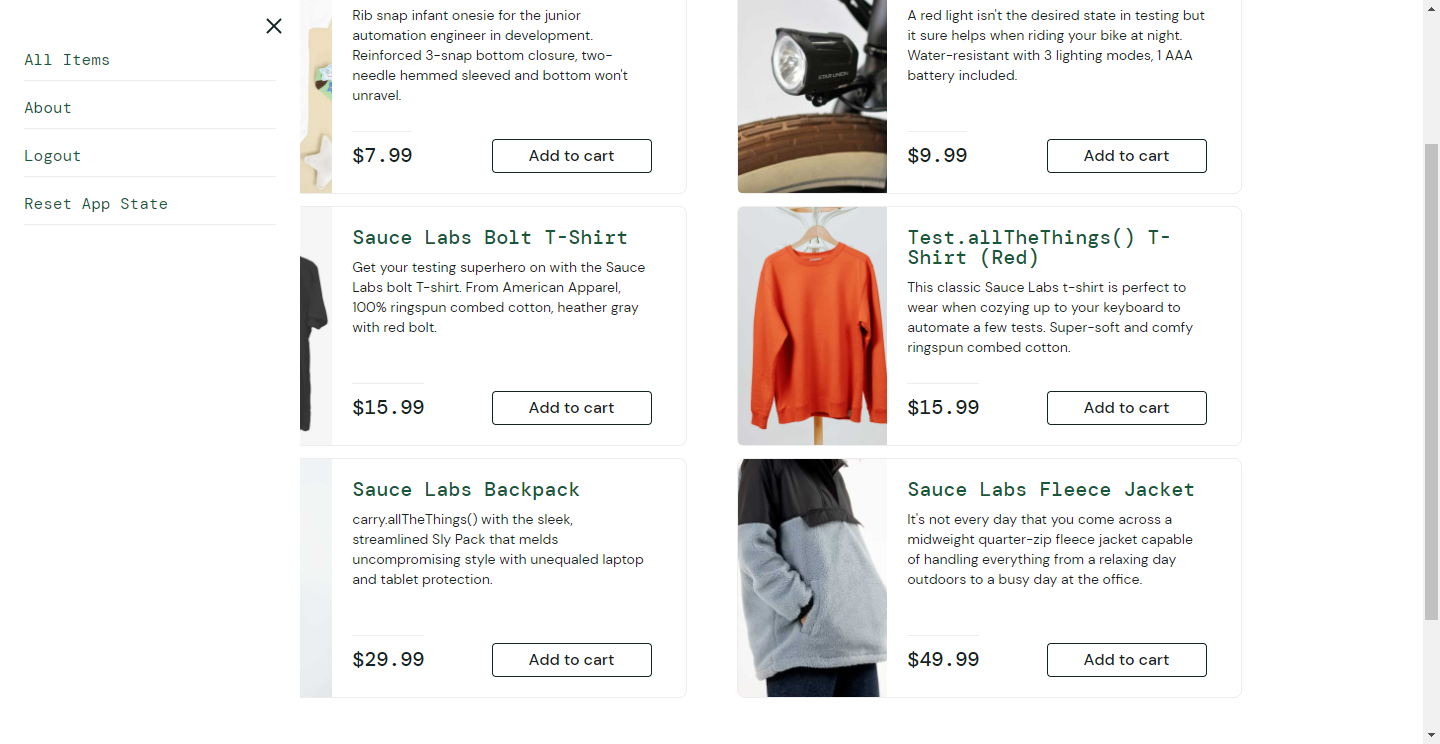 All Items
About
Logout
Reset App State
Rib snap infant onesie for the junior
automation engineer in development.
Reinforced 3-snap bottom closure, two-
needle hemmed sleeved and bottom won't
unravel.
$7.99
Add to cart
A red light isn't the desired state in testing but
it sure helps when riding your bike at night.
Water-resistant with 3 lighting modes, 1 AAA
battery included.
STAR UNION
$9.99
Add to cart
Sauce Labs Bolt T-Shirt
Get your testing superhero on with the Sauce
Labs bolt T-shirt. From American Apparel,
100% ringspun combed cotton, heather gray
with red bolt.
$15.99
Add to cart
Test.allTheThings() T-
Shirt (Red)
This classic Sauce Labs t-shirt is perfect to
wear when cozying up to your keyboard to
automate a few tests. Super-soft and comfy
ringspun combed cotton.
$15.99
Add to cart
Sauce Labs Backpack
carry.allTheThings() with the sleek,
streamlined Sly Pack that melds
uncompromising style with unequaled laptop
and tablet protection.
$29.99
Add to cart
Sauce Labs Fleece Jacket
It's not every day that you come across a
midweight quarter-zip fleece jacket capable
of handling everything from a relaxing day
outdoors to a busy day at the office.
$49.99
Add to cart